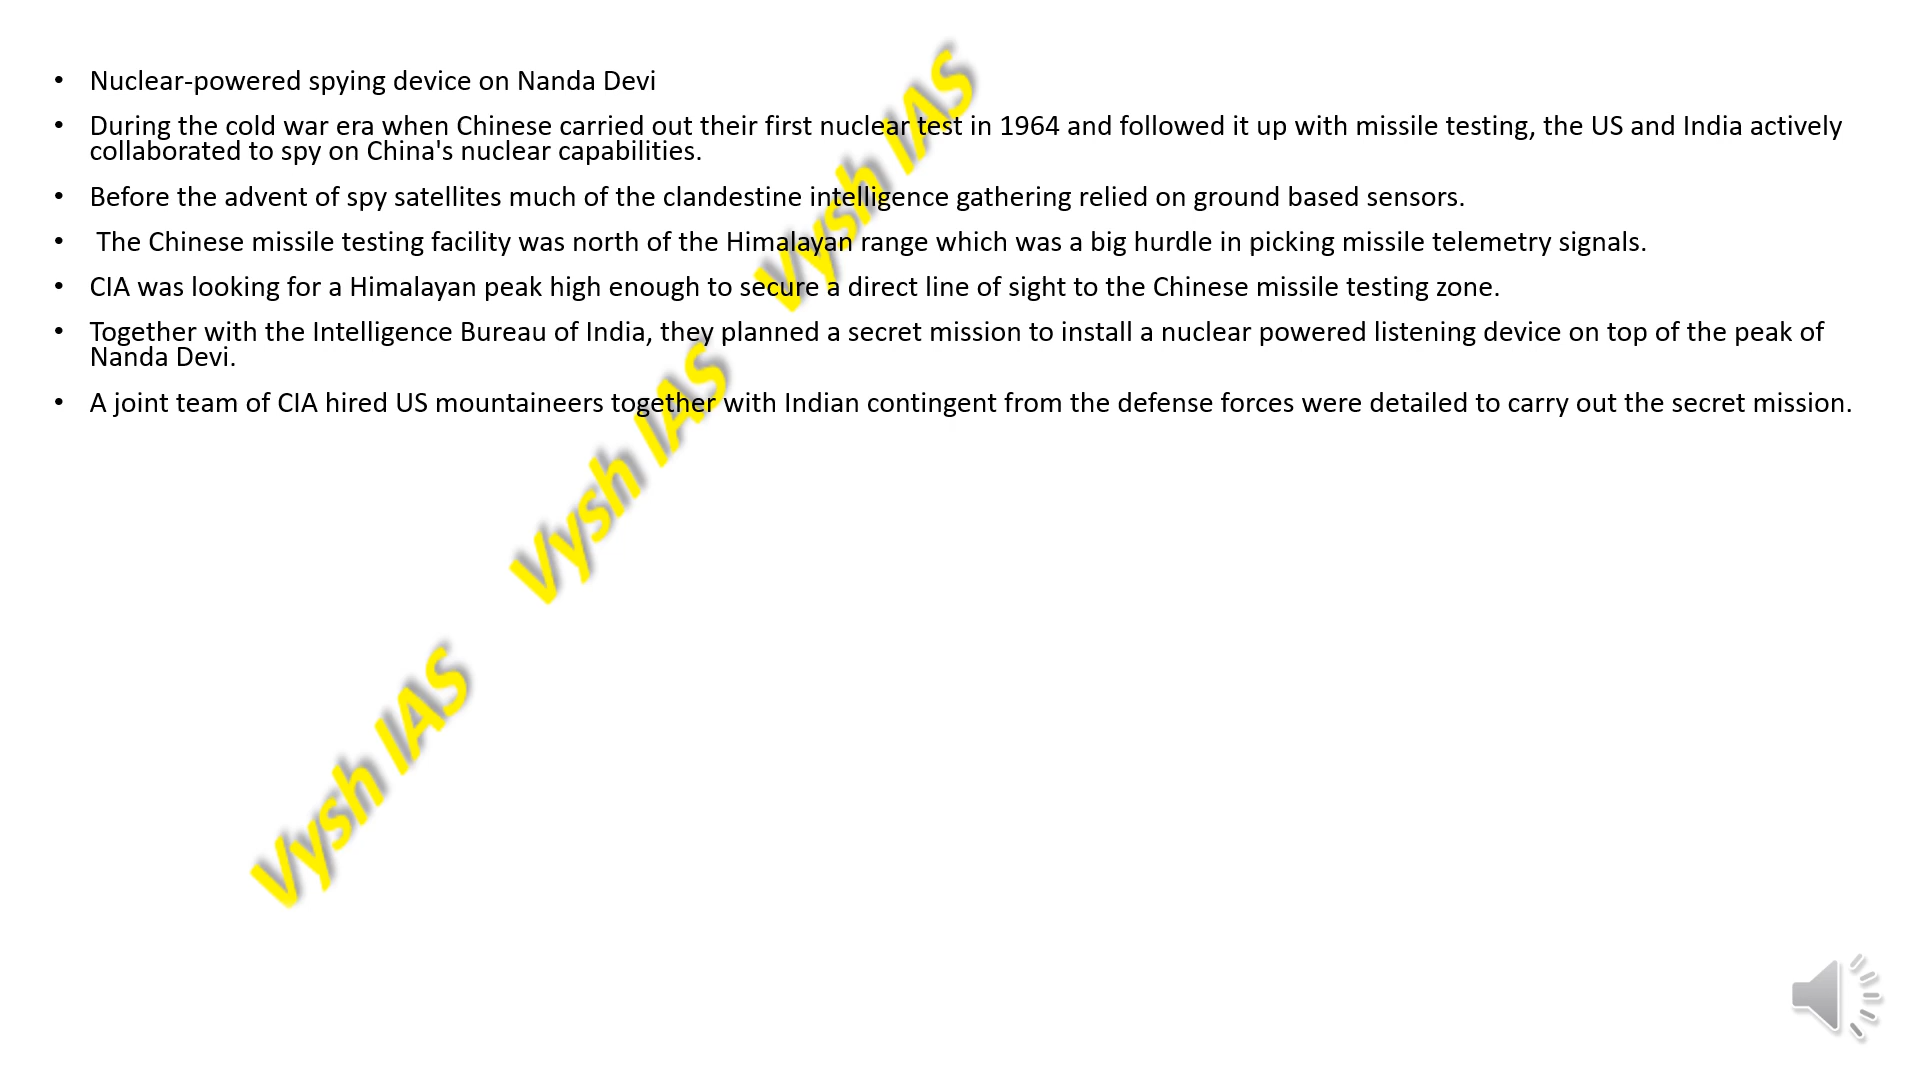 • Nuclear-powered spying device on Nanda Devi
• During the cold war era when Chinese carried out their first nuclear test in 1964 and followed it up with missile testing, the US and India actively
collaborated to spy on China's nuclear capabilities.
• Before the advent of spy satellites much of the clandestine intelligence gathering relied on ground based sensors.
• The Chinese missile testing facility was north of the Himalayan range which was a big hurdle in picking missile telemetry signals.
• CIA was looking for a Himalayan peak high enough to secure a direct line of sight to the Chinese missile testing zone.
• Together with the Intelligence Bureau of India, they planned a secret mission to install a nuclear powered listening device on top of the peak of
Nanda Devi.
• A joint team of CIA hired US mountaineers together with Indian contingent from the defense forces were detailed to carry out the secret mission.
Vysh IAS
Vysh IAS
Vysh IAS